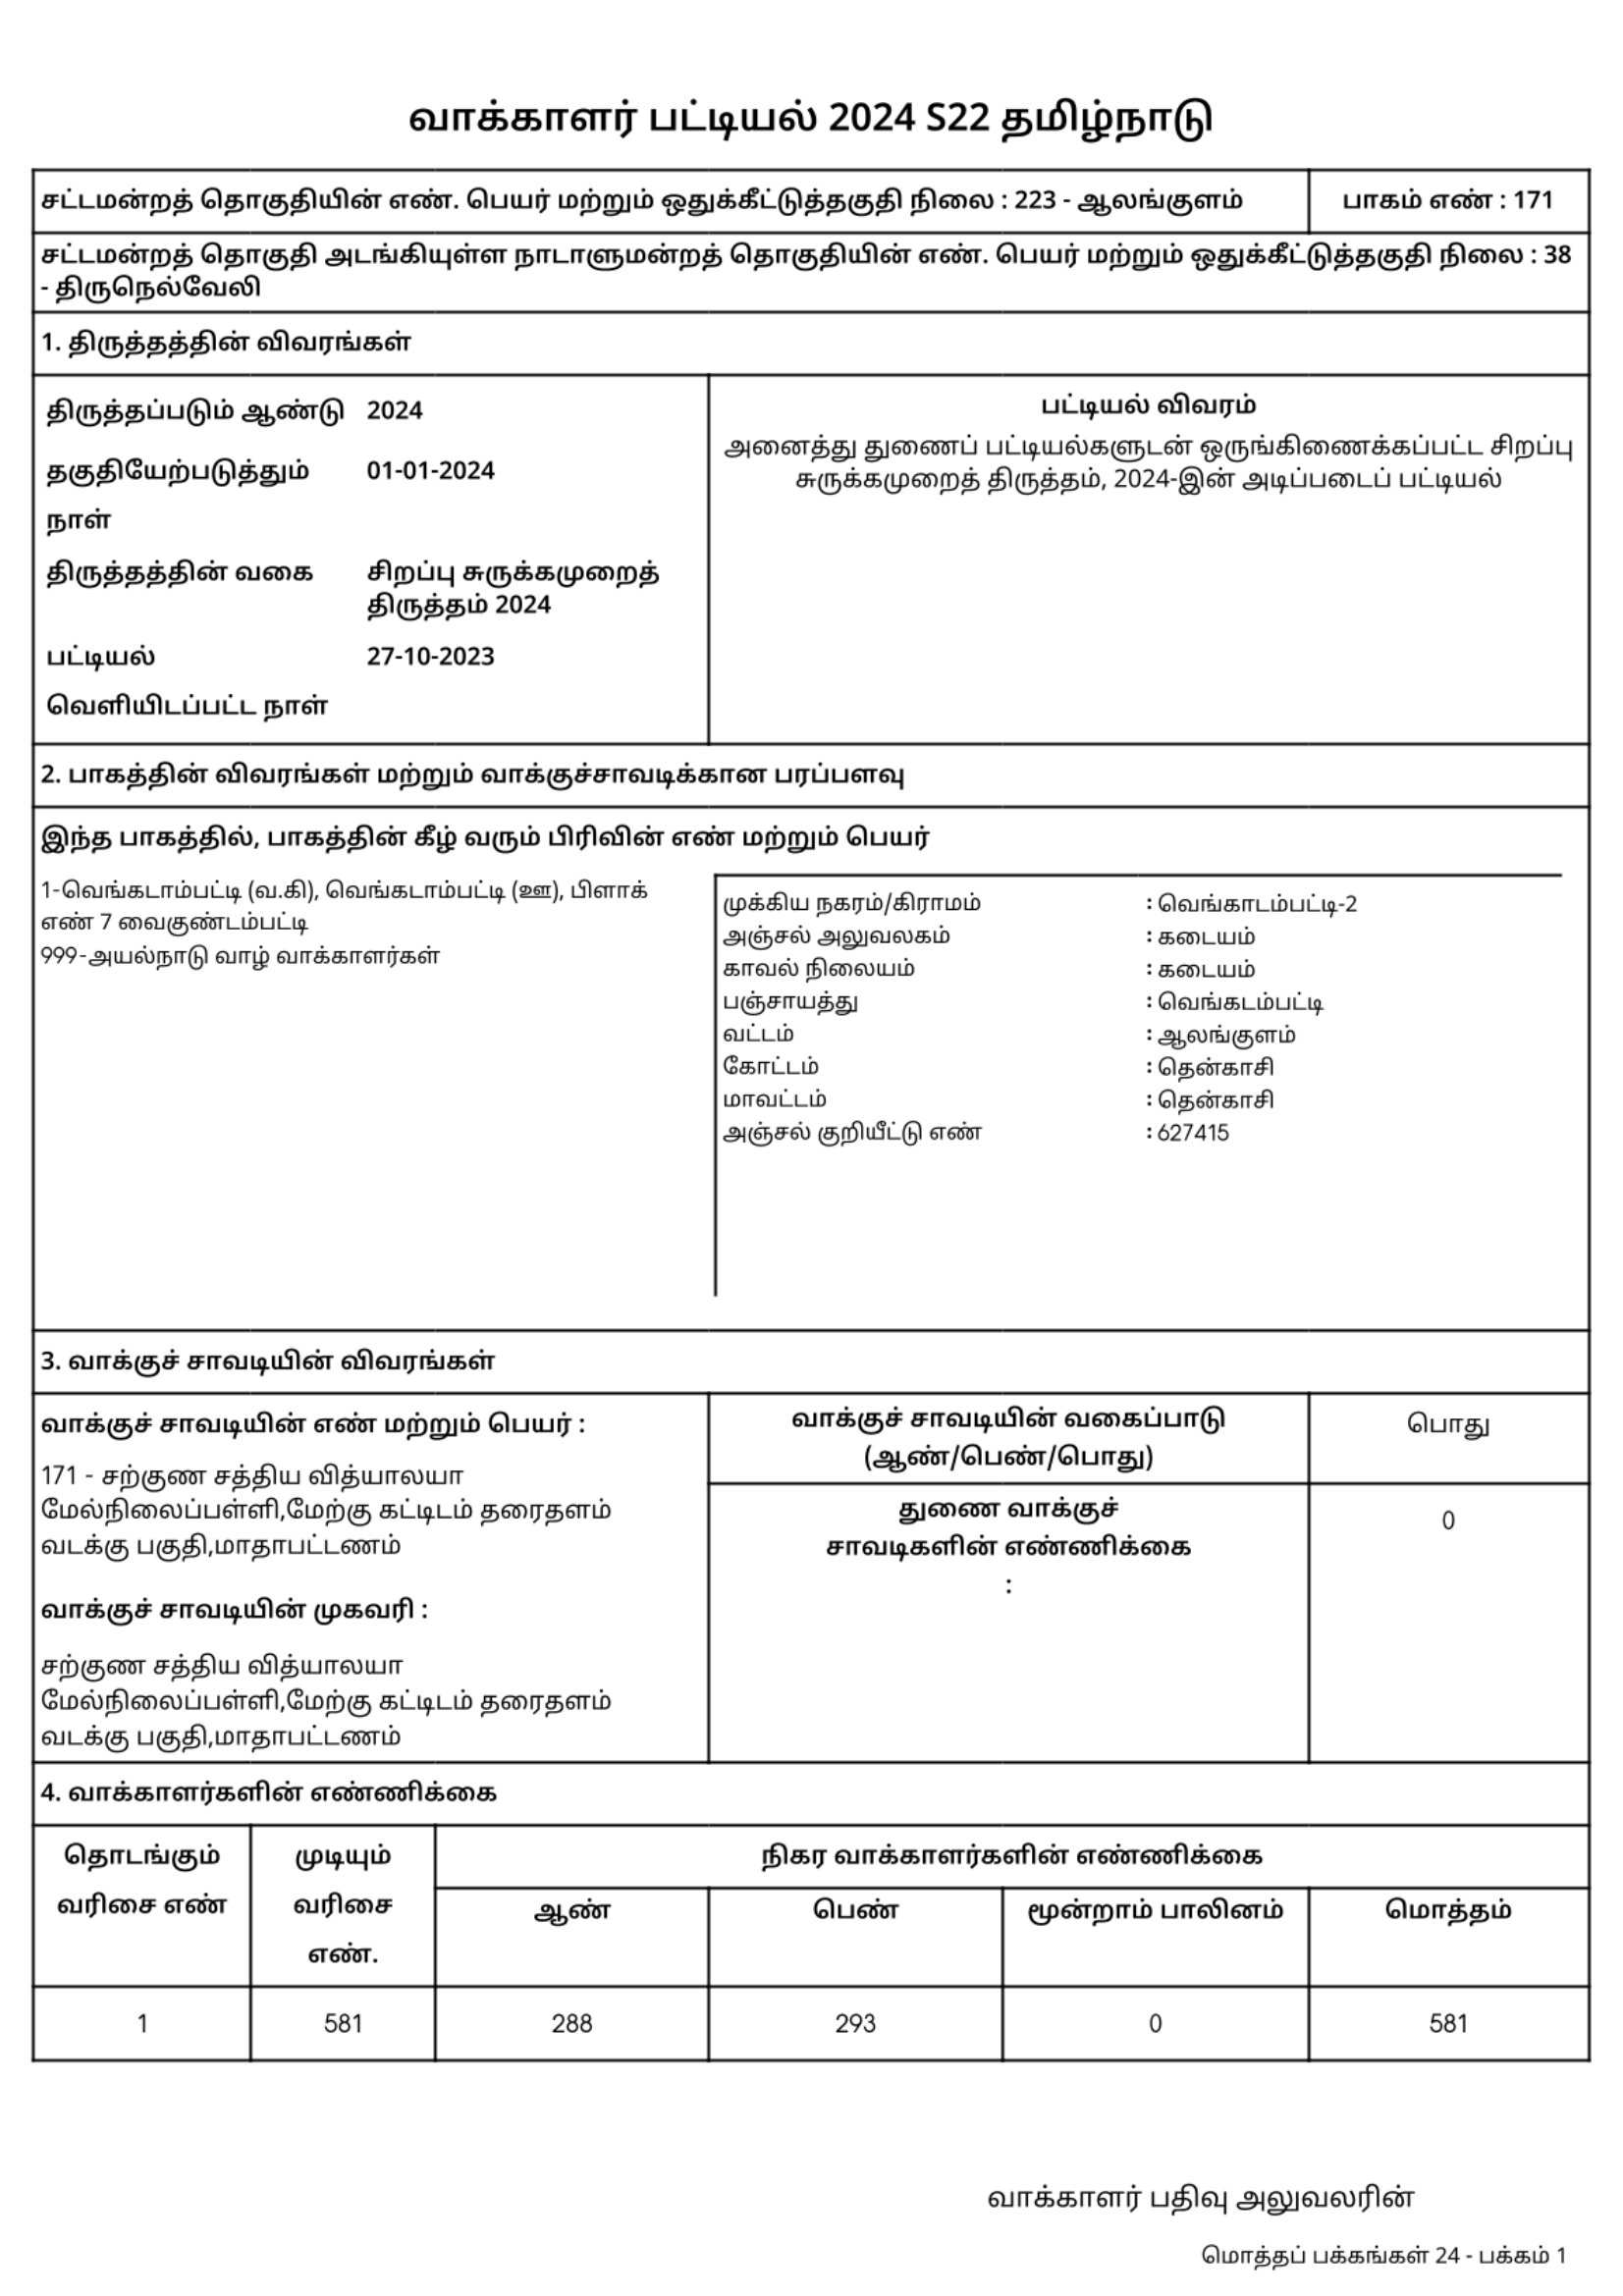 வாக்காளர் பட்டியல் 2024 S22 தமிழ்நாடு
சட்டமன்றத் தொகுதியின் எண். பெயர் மற்றும் ஒதுக்கீட்டுத்தகுதி நிலை : 223 - ஆலங்குளம்
பாகம் எண் : 171
சட்டமன்றத் தொகுதி அடங்கியுள்ள நாடாளுமன்றத் தொகுதியின் எண். பெயர் மற்றும் ஒதுக்கீட்டுத்தகுதி நிலை : 38
- திருநெல்வேலி
1. திருத்தத்தின் விவரங்கள்
திருத்தப்படும் ஆண்டு 2024
தகுதியேற்படுத்தும் 01-01-2024
நாள்
திருத்தத்தின் வகை சிறப்பு சுருக்கமுறைத்
திருத்தம் 2024
பட்டியல் 27-10-2023
வெளியிடப்பட்ட நாள்
பட்டியல் விவரம்
அனைத்து துணைப் பட்டியல்களுடன் ஒருங்கிணைக்கப்பட்ட சிறப்பு
சுருக்கமுறைத் திருத்தம், 2024-இன் அடிப்படைப் பட்டியல்
2. பாகத்தின் விவரங்கள் மற்றும் வாக்குச்சாவடிக்கான பரப்பளவு
இந்த பாகத்தில், பாகத்தின் கீழ் வரும் பிரிவின் எண் மற்றும் பெயர்
1-வெங்கடாம்பட்டி (வ.கி), வெங்கடாம்பட்டி (ஊ), பிளாக்
எண் 7 வைகுண்டம்பட்டி
999-அயல்நாடு வாழ் வாக்காளர்கள்
முக்கிய நகரம்/கிராமம் : வெங்காடம்பட்டி-2
அஞ்சல் அலுவலகம் : கடையம்
காவல் நிலையம் : கடையம்
பஞ்சாயத்து : வெங்கடம்பட்டி
வட்டம் : ஆலங்குளம்
கோட்டம் : தென்காசி
மாவட்டம் : தென்காசி
அஞ்சல் குறியீட்டு எண் : 627415
3. வாக்குச் சாவடியின் விவரங்கள்
வாக்குச் சாவடியின் எண் மற்றும் பெயர் :
171 - சற்குண சத்திய வித்யாலயா
மேல்நிலைப்பள்ளி,மேற்கு கட்டிடம் தரைதளம்
வடக்கு பகுதி,மாதாபட்டணம்
வாக்குச் சாவடியின் முகவரி :
சற்குண சத்திய வித்யாலயா
மேல்நிலைப்பள்ளி,மேற்கு கட்டிடம் தரைதளம்
வடக்கு பகுதி,மாதாபட்டணம்
வாக்குச் சாவடியின் வகைப்பாடு
(ஆண்/பெண்/பொது)
பொது
துணை வாக்குச்
சாவடிகளின் எண்ணிக்கை
:
0
4. வாக்காளர்களின் எண்ணிக்கை
தொடங்கும்
வரிசை எண்
முடியும்
வரிசை
எண்.
நிகர வாக்காளர்களின் எண்ணிக்கை
ஆண் பெண் மூன்றாம் பாலினம் மொத்தம்
1 581 288 293 0 581
வாக்காளர் பதிவு அலுவலரின்
மொத்தப் பக்கங்கள் 24 - பக்கம் 1